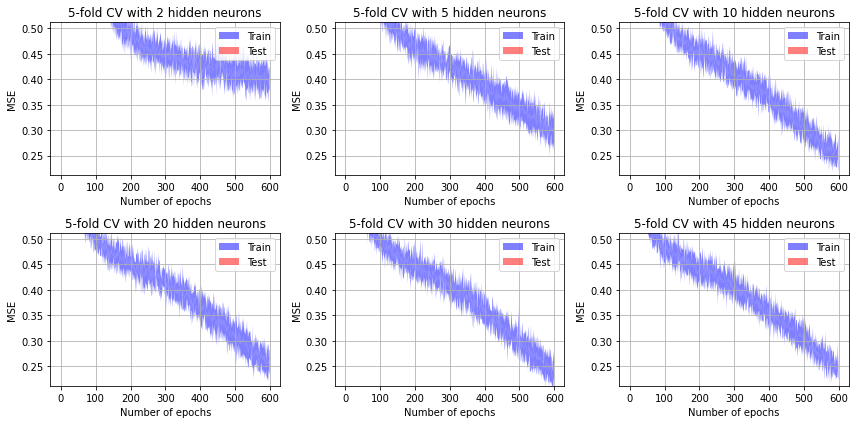 5-fold CV with 2 hidden neurons
0.50
0.45
0.40
0.35
0.30
0.25
MSE
0 100 200 300 400 500 600
Number of epochs
Train
Test
5-fold CV with 5 hidden neurons
0.50
0.45
0.40
0.35
0.30
0.25
MSE
0 100 200 300 400 500 600
Number of epochs
Train
Test
5-fold CV with 10 hidden neurons
0.50
0.45
0.40
0.35
0.30
0.25
MSE
0 100 200 300 400 500 600
Number of epochs
Train
Test
5-fold CV with 20 hidden neurons
0.50
0.45
0.40
0.35
0.30
0.25
MSE
0 100 200 300 400 500 600
Number of epochs
Train
Test
5-fold CV with 30 hidden neurons
0.50
0.45
0.40
0.35
0.30
0.25
MSE
0 100 200 300 400 500 600
Number of epochs
Train
Test
5-fold CV with 45 hidden neurons
0.50
0.45
0.40
0.35
0.30
0.25
MSE
0 100 200 300 400 500 600
Number of epochs
Train
Test